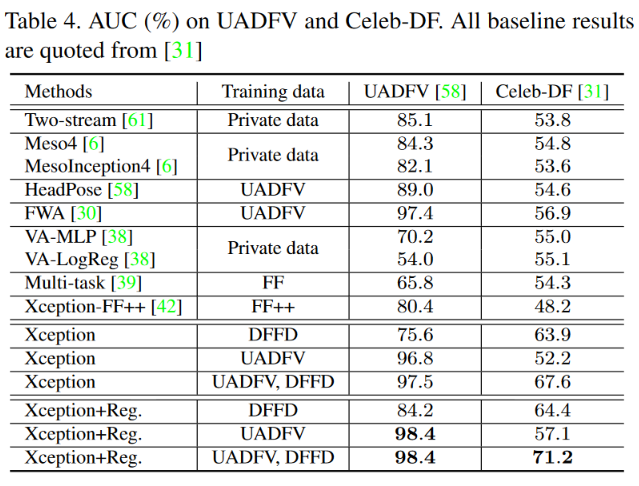 Table 4. AUC (%) on UADFV and Celeb-DF. All baseline results
are quoted from [31]
Methods Training data UADFV [58] Celeb-DF [31]
Two-stream [61] Private data 85.1 53.8
Meso4 [6] Private data 84.3 54.8
MesoInception4 [6] 82.1 53.6
HeadPose [58] UADFV 89.0 54.6
FWA [30] UADFV 97.4 56.9
VA-MLP [38] Private data 70.2 55.0
VA-LogReg [38] 54.0 55.1
Multi-task [39] FF 65.8 54.3
Xception-FF++ [42] FF++ 80.4 48.2
Xception DFFD 75.6 63.9
Xception UADFV 96.8 52.2
Xception UADFV, DFFD 97.5 67.6
Xception+Reg. DFFD 84.2 64.4
Xception+Reg. UADFV 98.4 57.1
Xception+Reg. UADFV, DFFD 98.4 71.2